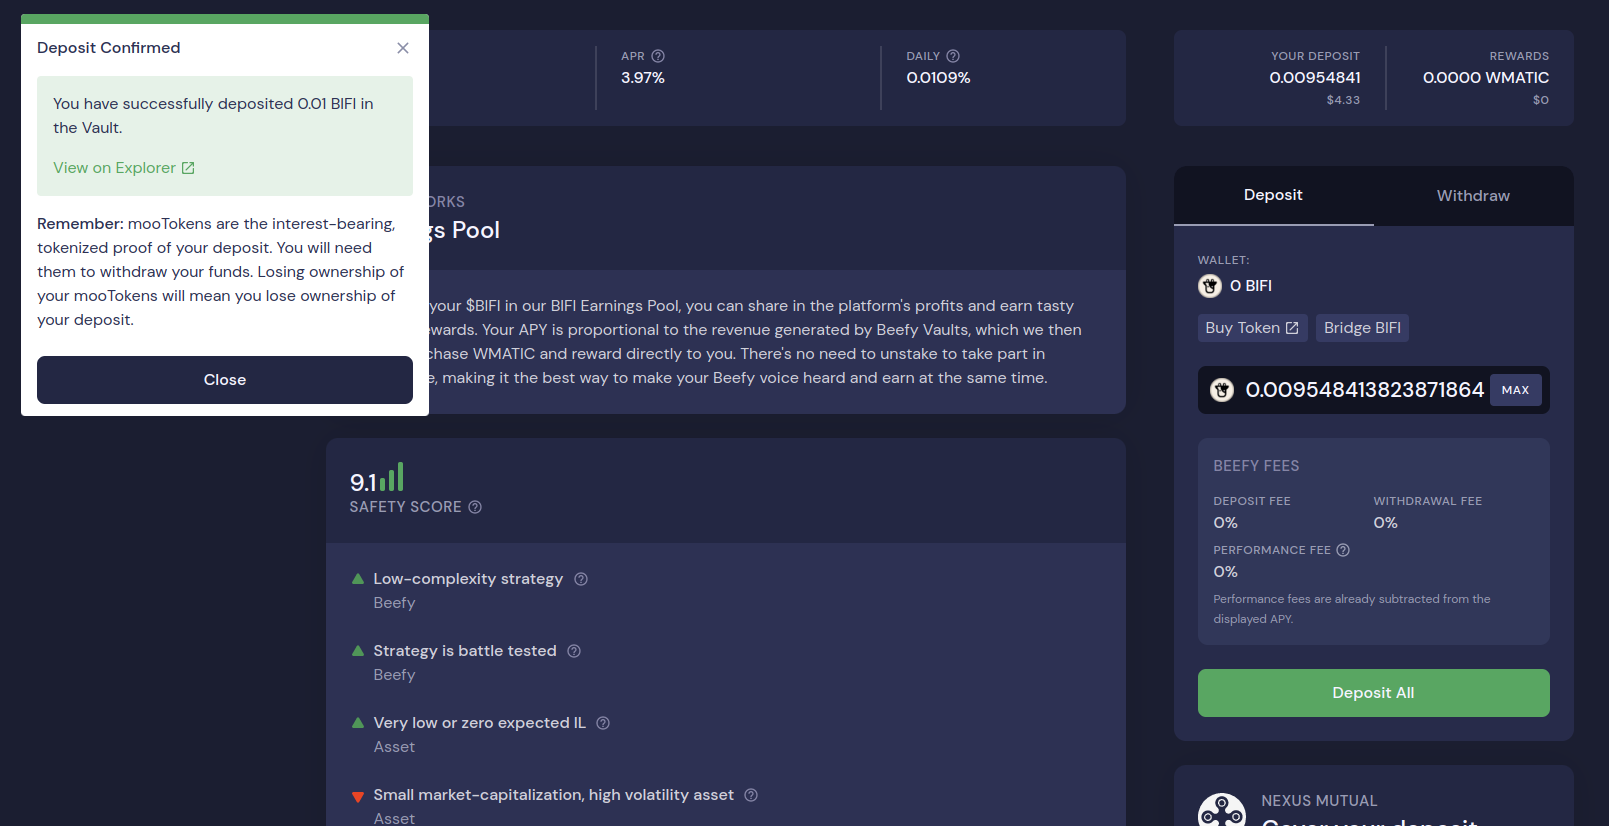 Deposit Confirmed
You have successfully deposited 0.01 BIFI in
the Vault.
View on Explorer
Remember: mooTokens are the interest-bearing,
tokenized proof of your deposit. You will need
them to withdraw your funds. Losing ownership of
your mooTokens will mean you lose ownership of
your deposit.
Close
APR
3.97%
DAILY
0.0109%
YOUR DEPOSIT
0.00954841
$4.33
REWARDS
0.0000 WMATIC
$0
Pool
your $BIFI in our BIFI Earnings Pool, you can share in the platform's profits and earn tasty
Your APY is proportional to the revenue generated by Beefy Vaults, which we then
WMATIC and reward directly to you. There's no need to unstake to take part in
making it the best way to make your Beefy voice heard and earn at the same time.
9.1
SAFETY SCORE
Low-complexity strategy
Beefy
Strategy is battle tested
Beefy
Very low or zero expected IL
Asset
Small market-capitalization, high volatility asset
Asset
Deposit
Withdraw
WALLET:
0 BIFI
Buy Token
Bridge BIFI
0.009548413823871864
MAX
BEEFY FEES
DEPOSIT FEE
0%
WITHDRAWAL FEE
0%
PERFORMANCE FEE
0%
Performance fees are already subtracted from the
displayed APY.
Deposit All
NEXUS MUTUAL
Cover your deposit